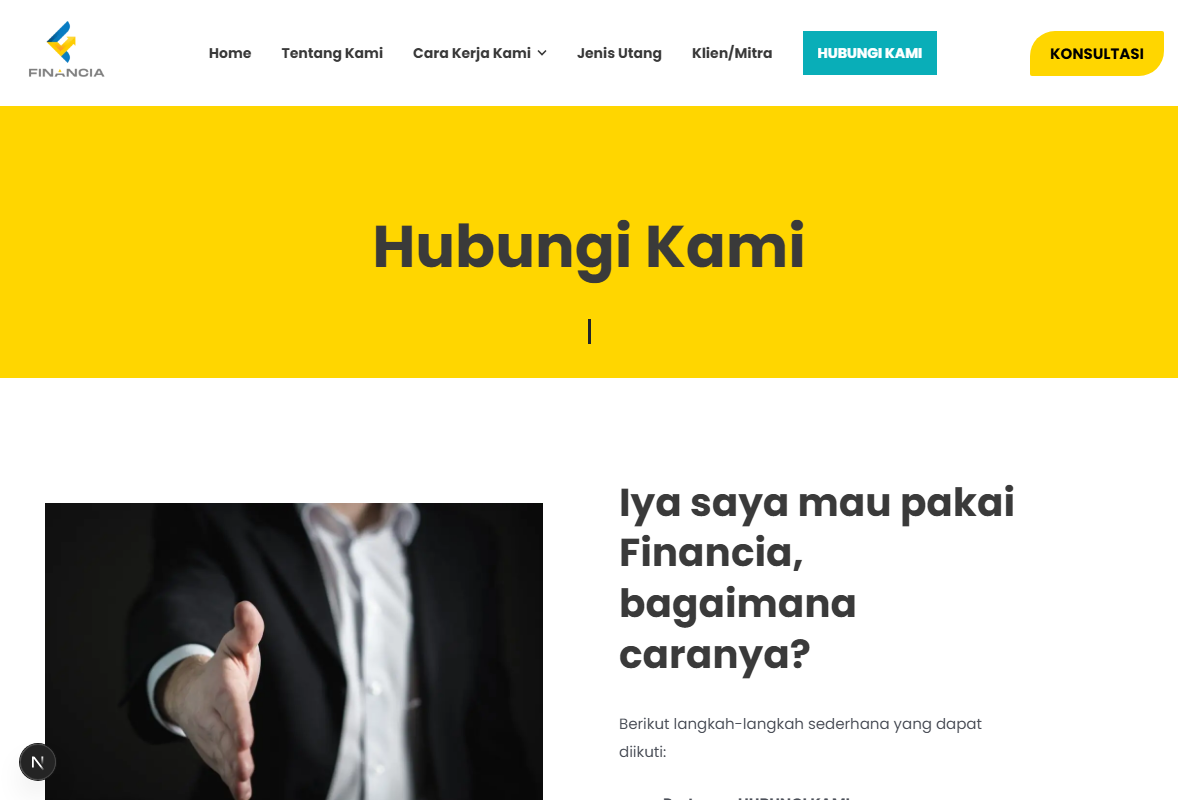 FINANCIA
Home
Tentang Kami
Cara Kerja Kami
Jenis Utang
Klien/Mitra
HUBUNGI KAMI
KONSULTASI
Hubungi Kami
Iya saya mau pakai
Financia,
bagaimana
caranya?
Berikut langkah-langkah sederhana yang dapat
diikuti:
N